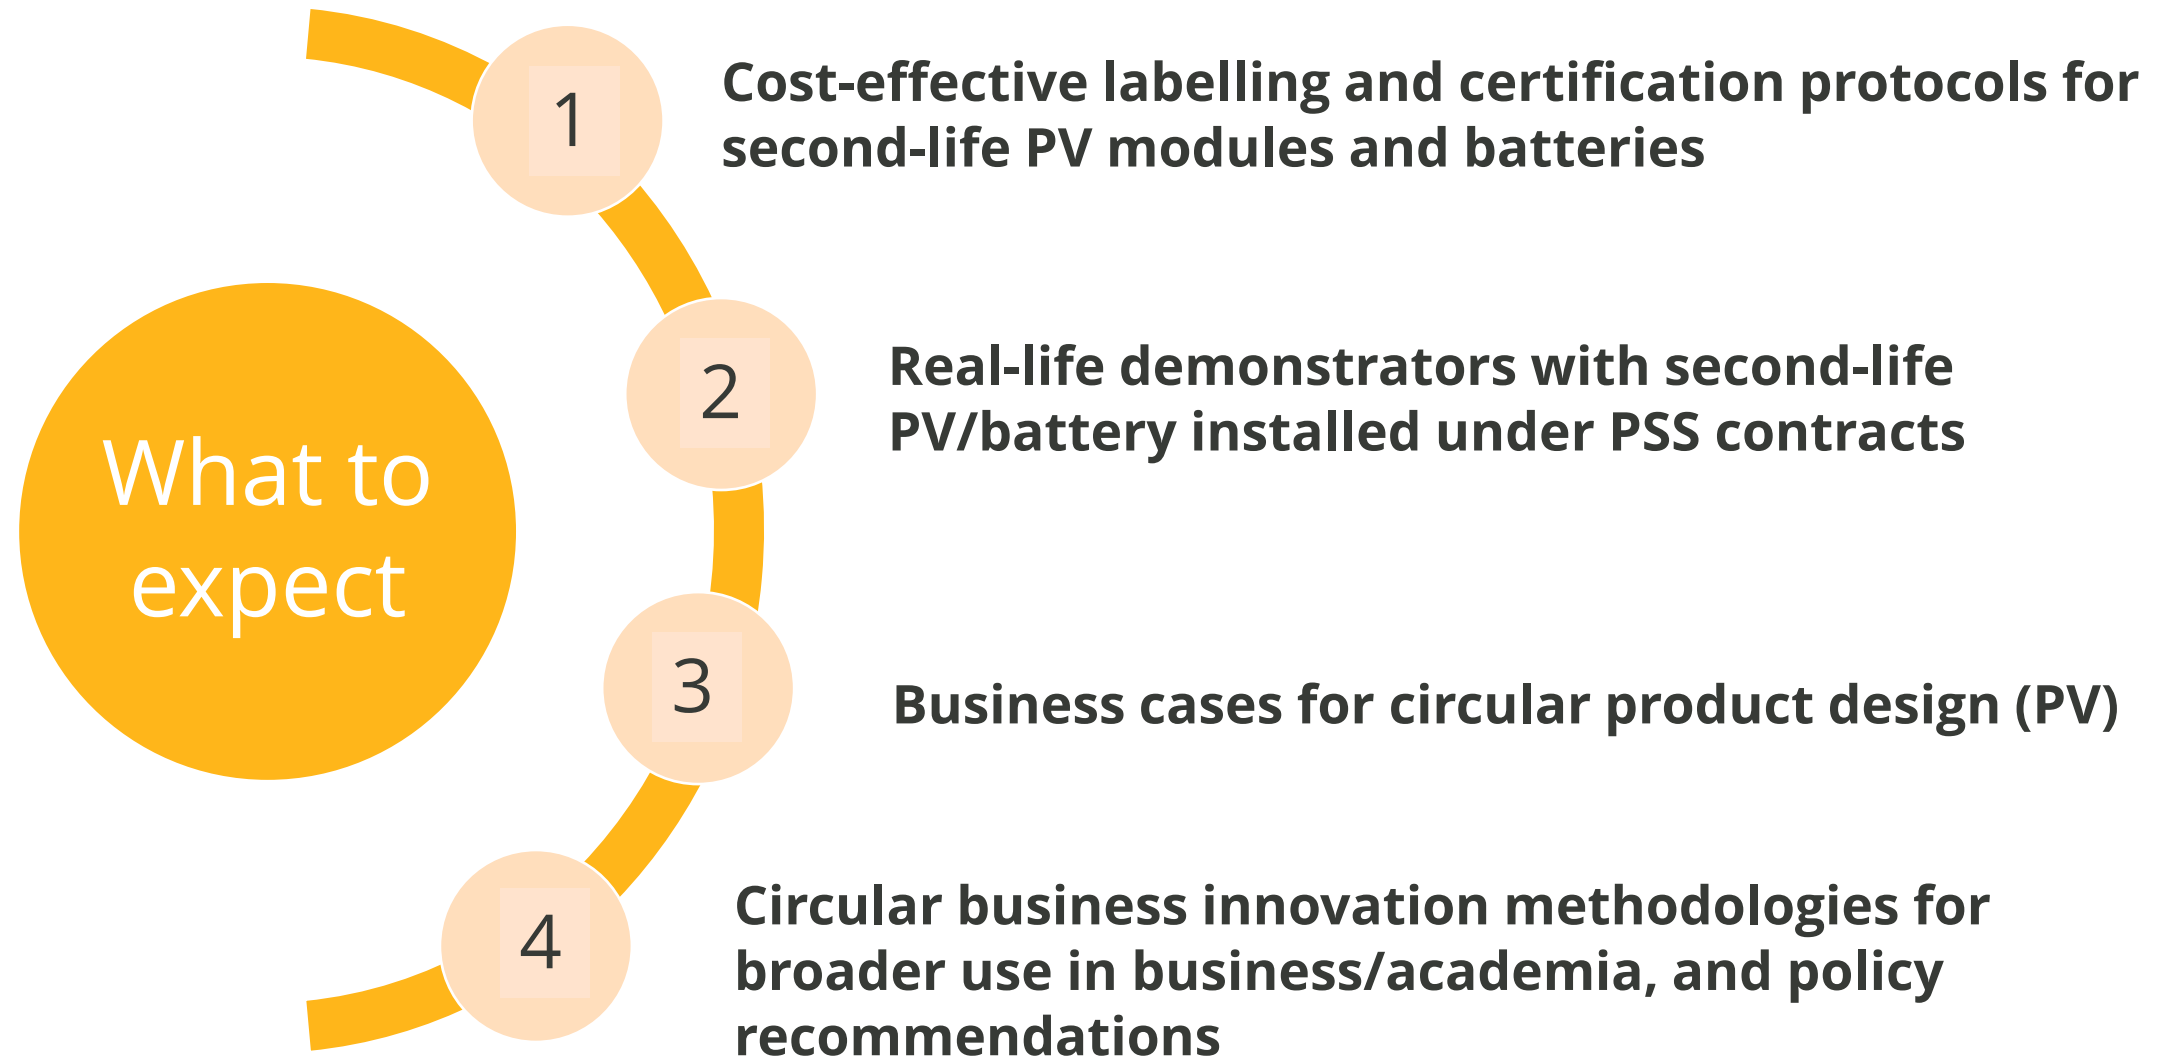 What to
expect
1
Cost-effective labelling and certification protocols for
second-life PV modules and batteries
2
Real-life demonstrators with second-life
PV/battery installed under PSS contracts
3
Business cases for circular product design (PV)
4
Circular business innovation methodologies for
broader use in business/academia, and policy
recommendations